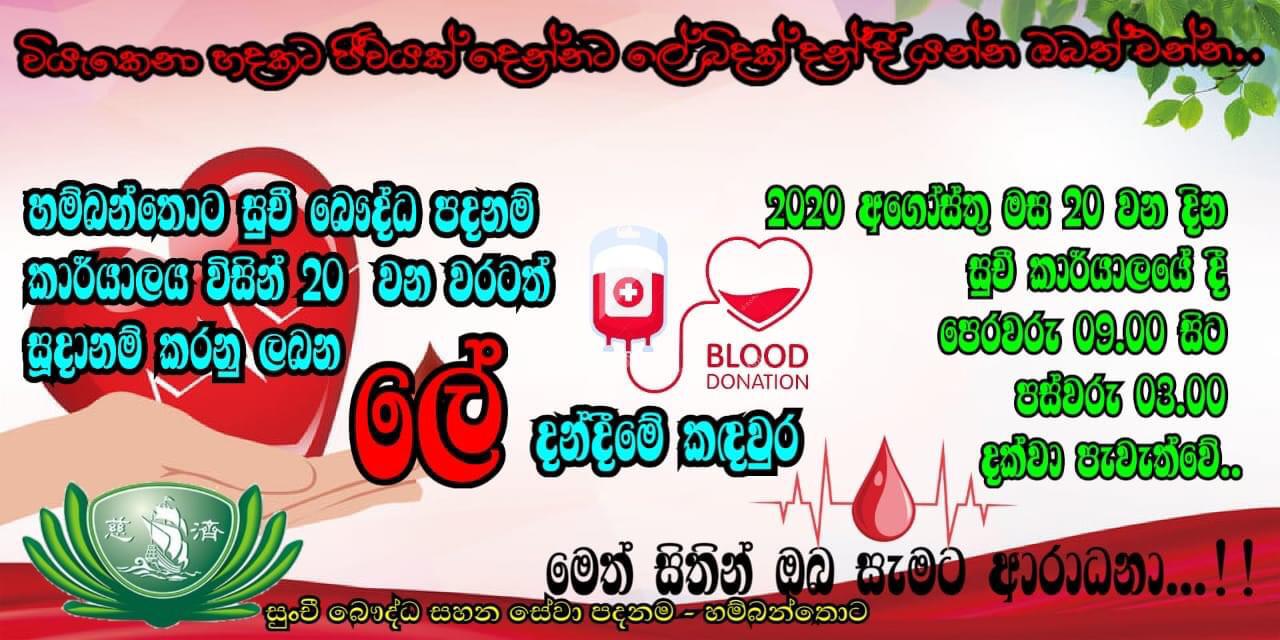 වියැකෙනා හදකට ජීවයක් දෙන්නට ලේ බිදක් දන් දී යන්න ඔබත් එන්න..
හම්බන්තොට සුචී බෞද්ධ පදනම්
කාර්යාලය විසින් 20 වන වරටත්
සූදානම් කරනු ලබන
ලේ
දන්දීමේ කඳවුර
BLOOD
DONATION
2020 අගෝස්තු මස 20 වන දින
සුචී කාර්යාලයේ දී
පෙරවරු 09.00 සිට
පස්වරු 03.00
දක්වා පැවැත්වේ..
慈濟
මෙත් සිතින් ඔබ සැමට ආරාධනා...!!
සුංචී බෞද්ධ සහන සේවා පදනම - හම්බන්තොට